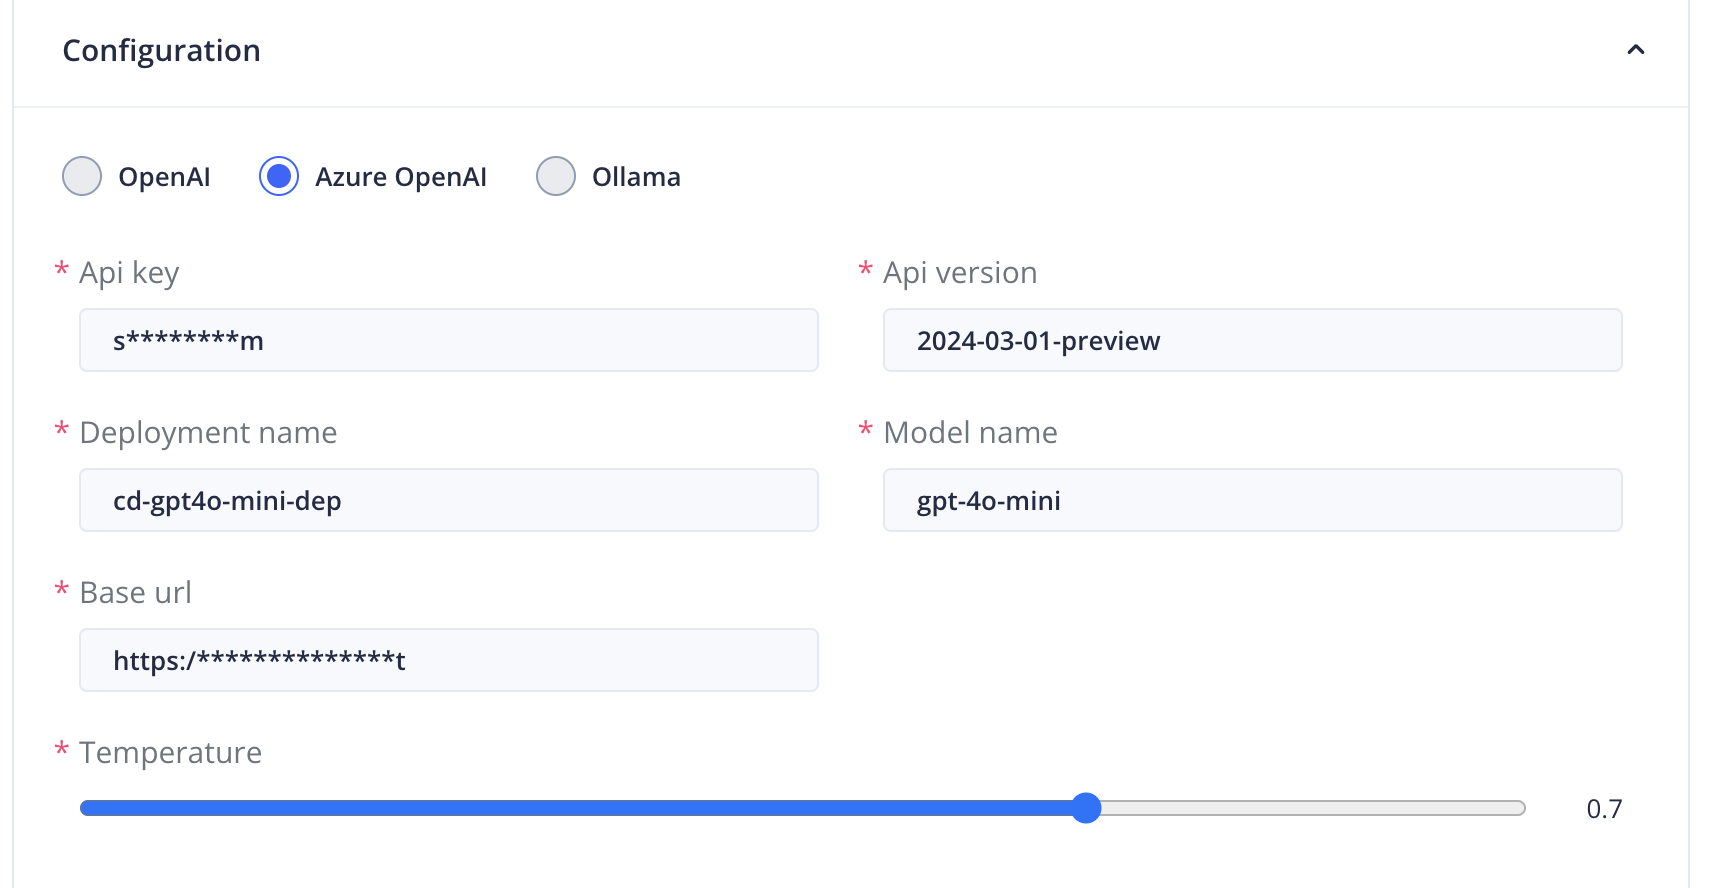 Configuration
OpenAI Azure OpenAI Ollama
* Api key * Api version
s********m 2024-03-01-preview
* Deployment name * Model name
cd-gpt4o-mini-dep gpt-4o-mini
* Base url
https:/**************t
* Temperature
0.7